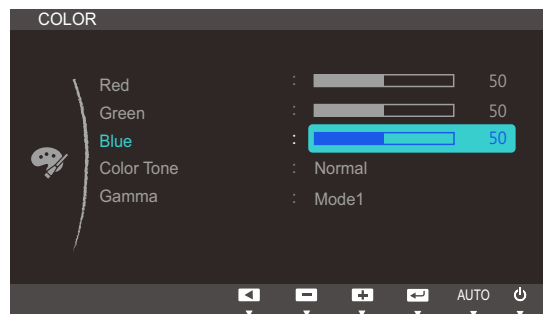 COLOR
Red : 50
Green : 50
Blue : 50
Color Tone : Normal
Gamma : Mode1
AUTO